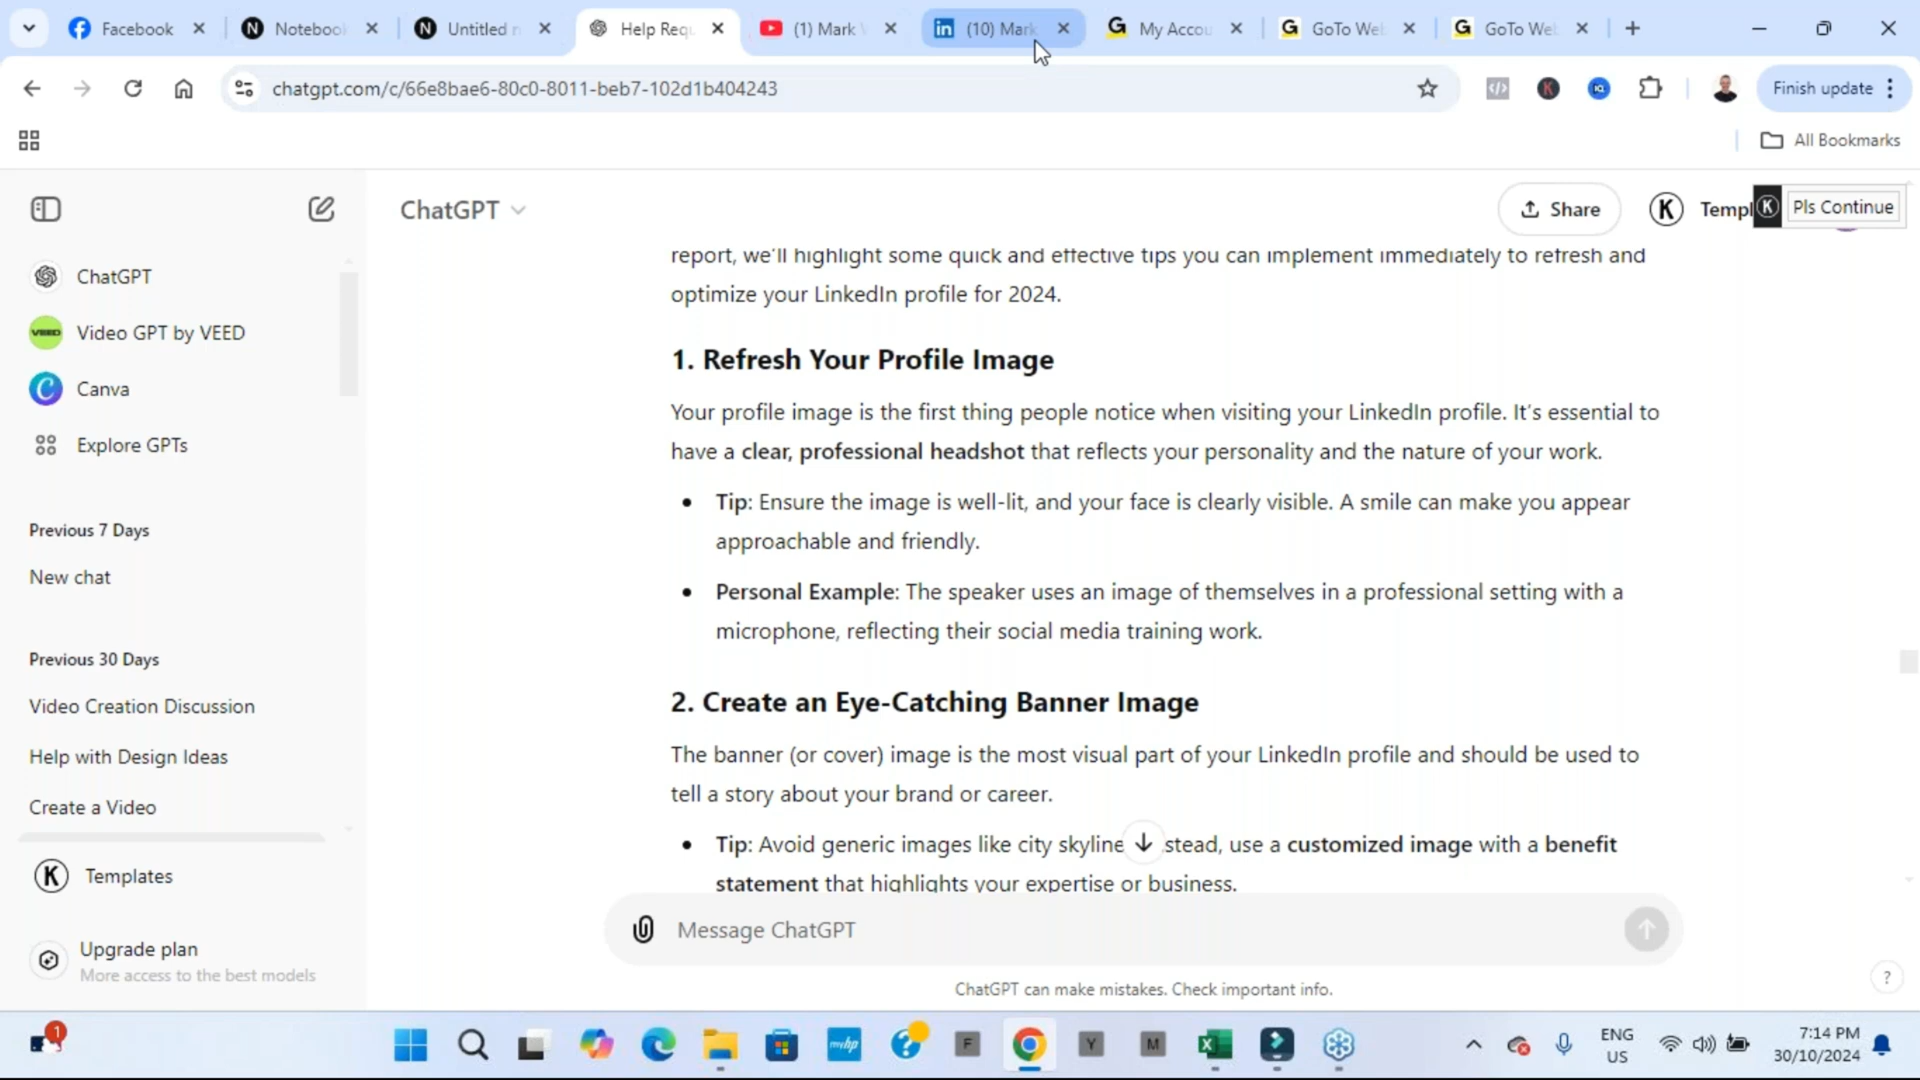 Facebook
Notebook
Untitled n
Help Requ
(1) Mark
(10) Mark
My Accou
GoTo We
GoTo We
chatgpt.com/c/66e8bae6-80c0-8011-beb7-102d1b404243
Finish update
All Bookmarks
ChatGPT
Share
Templ
Pls Continue
ChatGPT
Video GPT by VEED
Canva
Explore GPTs
Previous 7 Days
New chat
Previous 30 Days
Video Creation Discussion
Help with Design Ideas
Create a Video
Templates
Upgrade plan
More access to the best models
report, we'll highlight some quick and effective tips you can implement immediately to refresh and
optimize your LinkedIn profile for 2024.
1. Refresh Your Profile Image
Your profile image is the first thing people notice when visiting your LinkedIn profile. It's essential to
have a clear, professional headshot that reflects your personality and the nature of your work.
• Tip: Ensure the image is well-lit, and your face is clearly visible. A smile can make you appear
approachable and friendly.
• Personal Example: The speaker uses an image of themselves in a professional setting with a
microphone, reflecting their social media training work.
2. Create an Eye-Catching Banner Image
The banner (or cover) image is the most visual part of your LinkedIn profile and should be used to
tell a story about your brand or career.
• Tip: Avoid generic images like city skyline stead, use a customized image with a benefit
statement that highlights your expertise or business.
Message ChatGPT
ChatGPT can make mistakes. Check important info.
?
1
myhp
F
Y
M
ENG
US
7:14 PM
30/10/2024